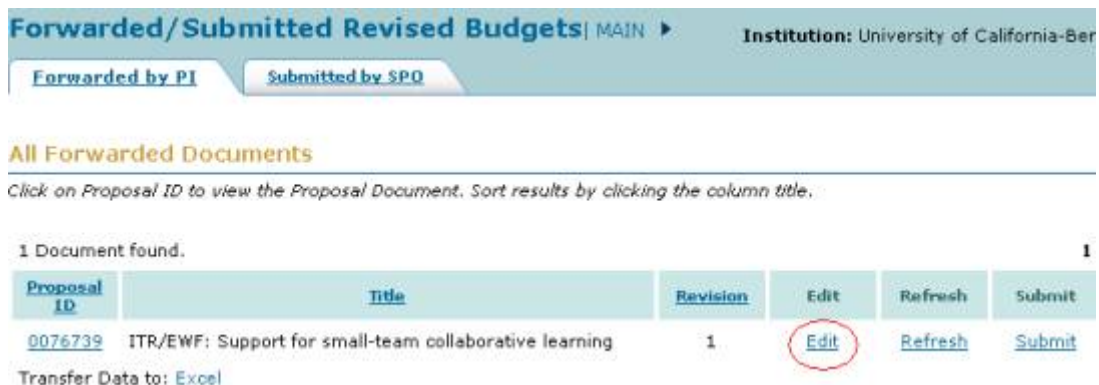 Forwarded/Submitted Revised Budgets| MAIN ▶ Institution: University of California-Ber
Forwarded by PI Submitted by SPO
All Forwarded Documents
Click on Proposal ID to view the Proposal Document. Sort results by clicking the column title.
1 Document found. 1
Proposal ID Title Revision Edit Refresh Submit
0076739 ITR/EWF: Support for small-team collaborative learning 1 Edit Refresh Submit
Transfer Data to: Excel